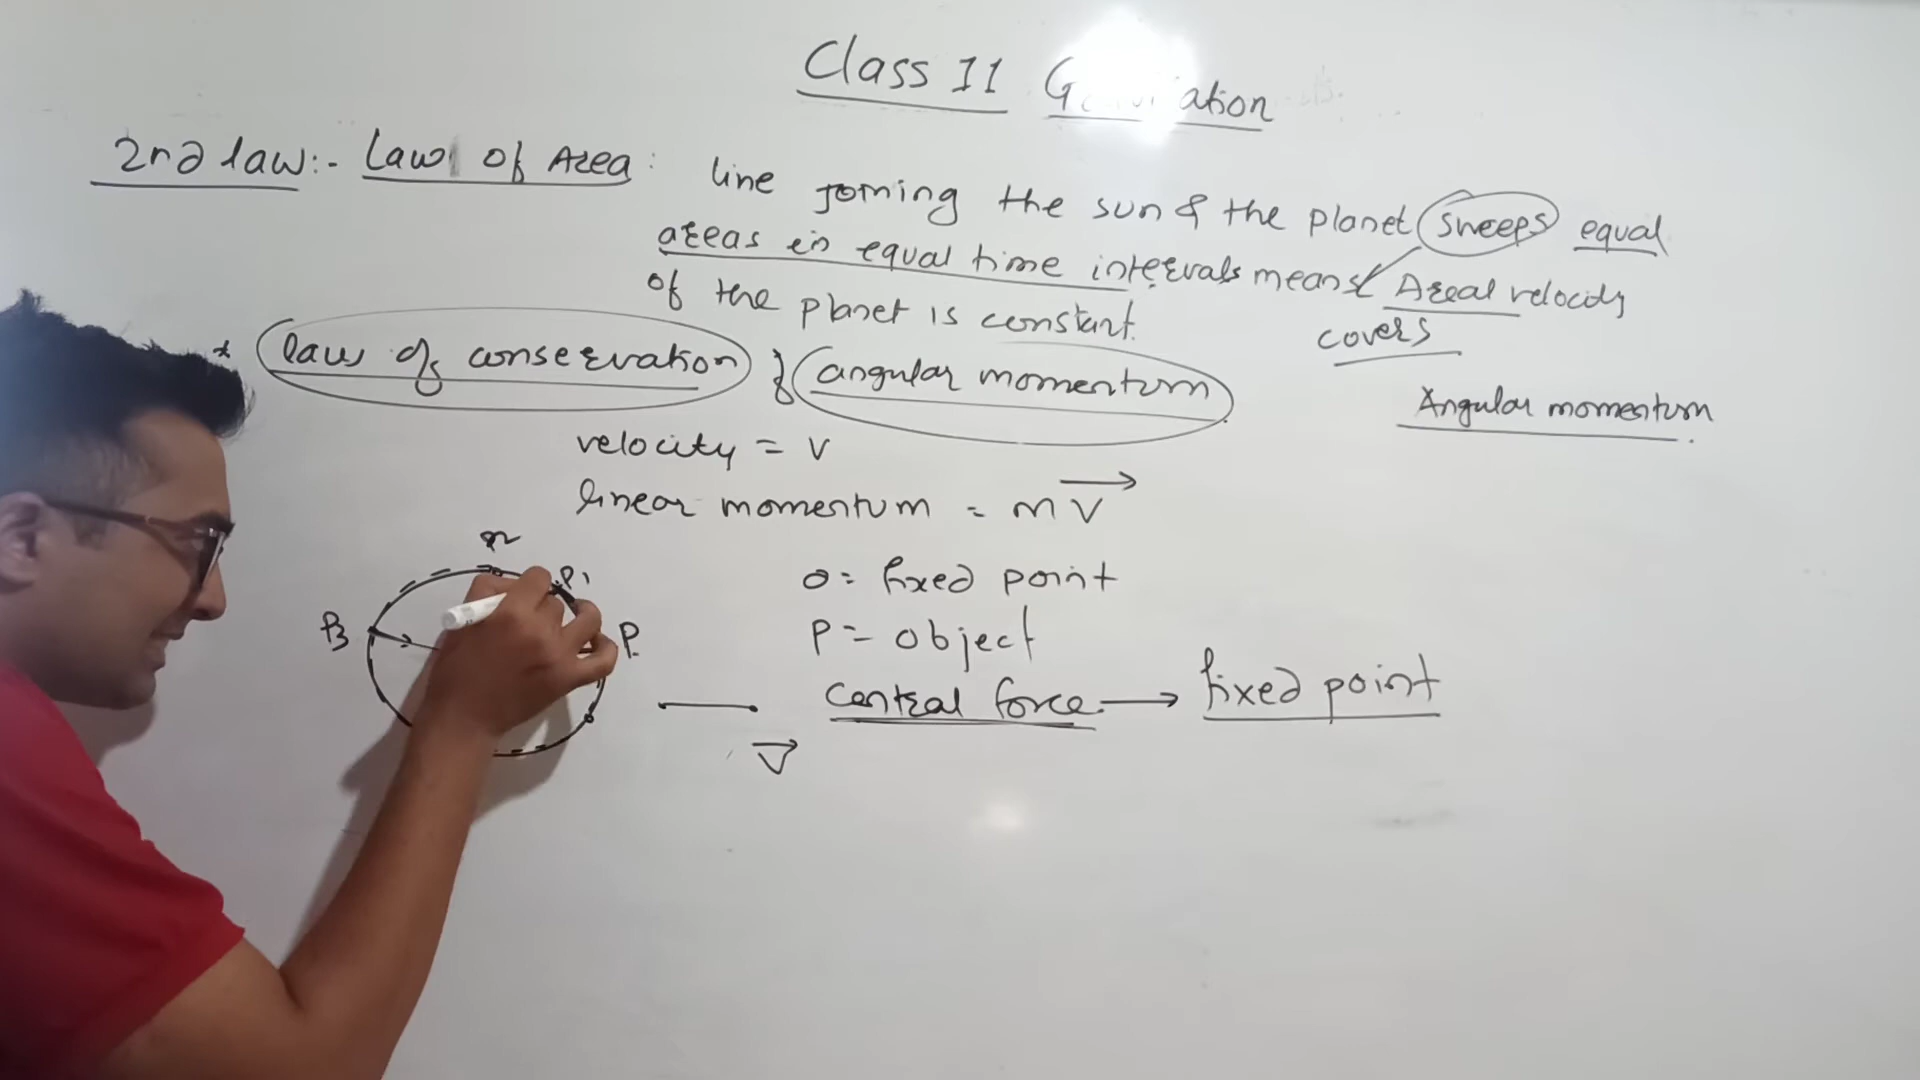 Class 11 Gravitation
2nd law:- Law of Area: line joining the sun & the planet sweeps equal
areas in equal time intervals means Areal velocity
of the planet is constant.
covers
* law of conservation of angular momentum
Angular momentum
velocity = v
linear momentum = mv
O = fixed point
P = object
central force → fixed point
P1
P
P3
v